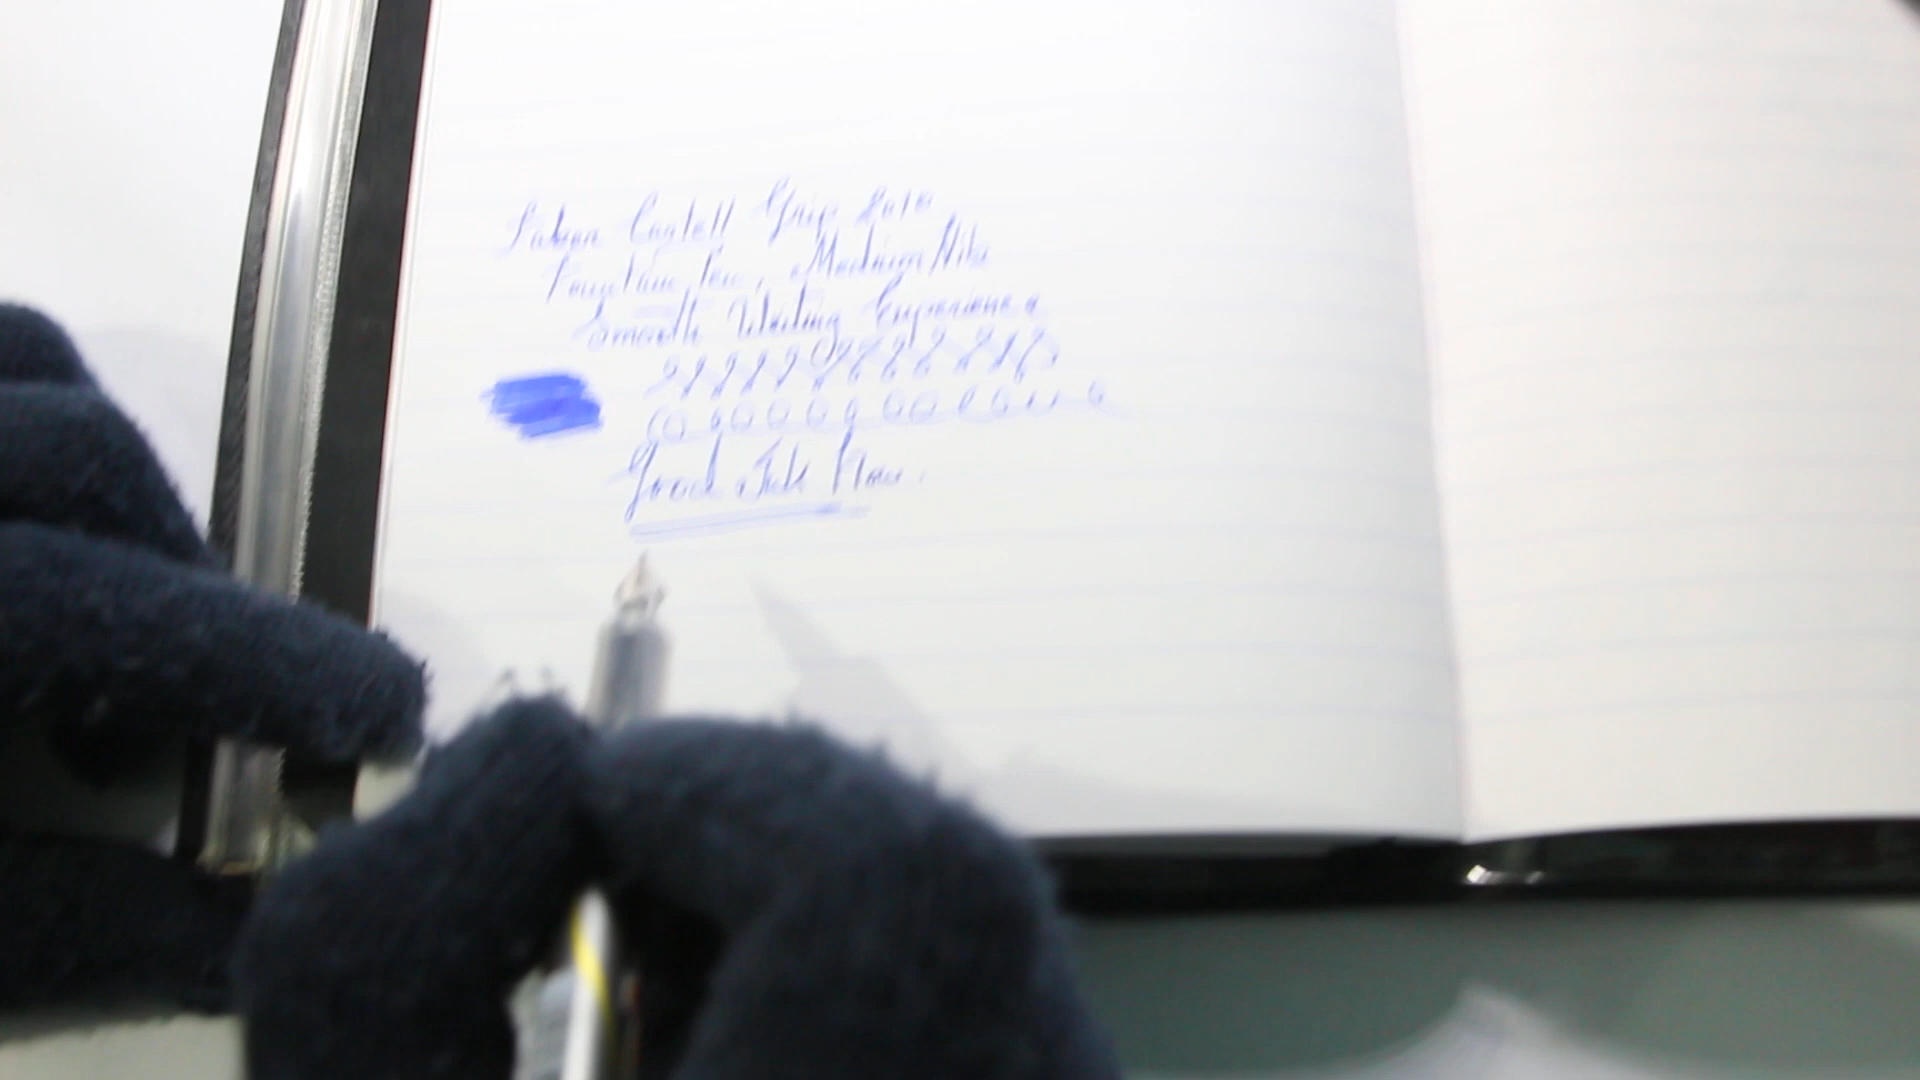 Faber Castell Grip 2010
Fountain Pen, Medium Nib
Smooth Writing Experience
Good Ink Flow.